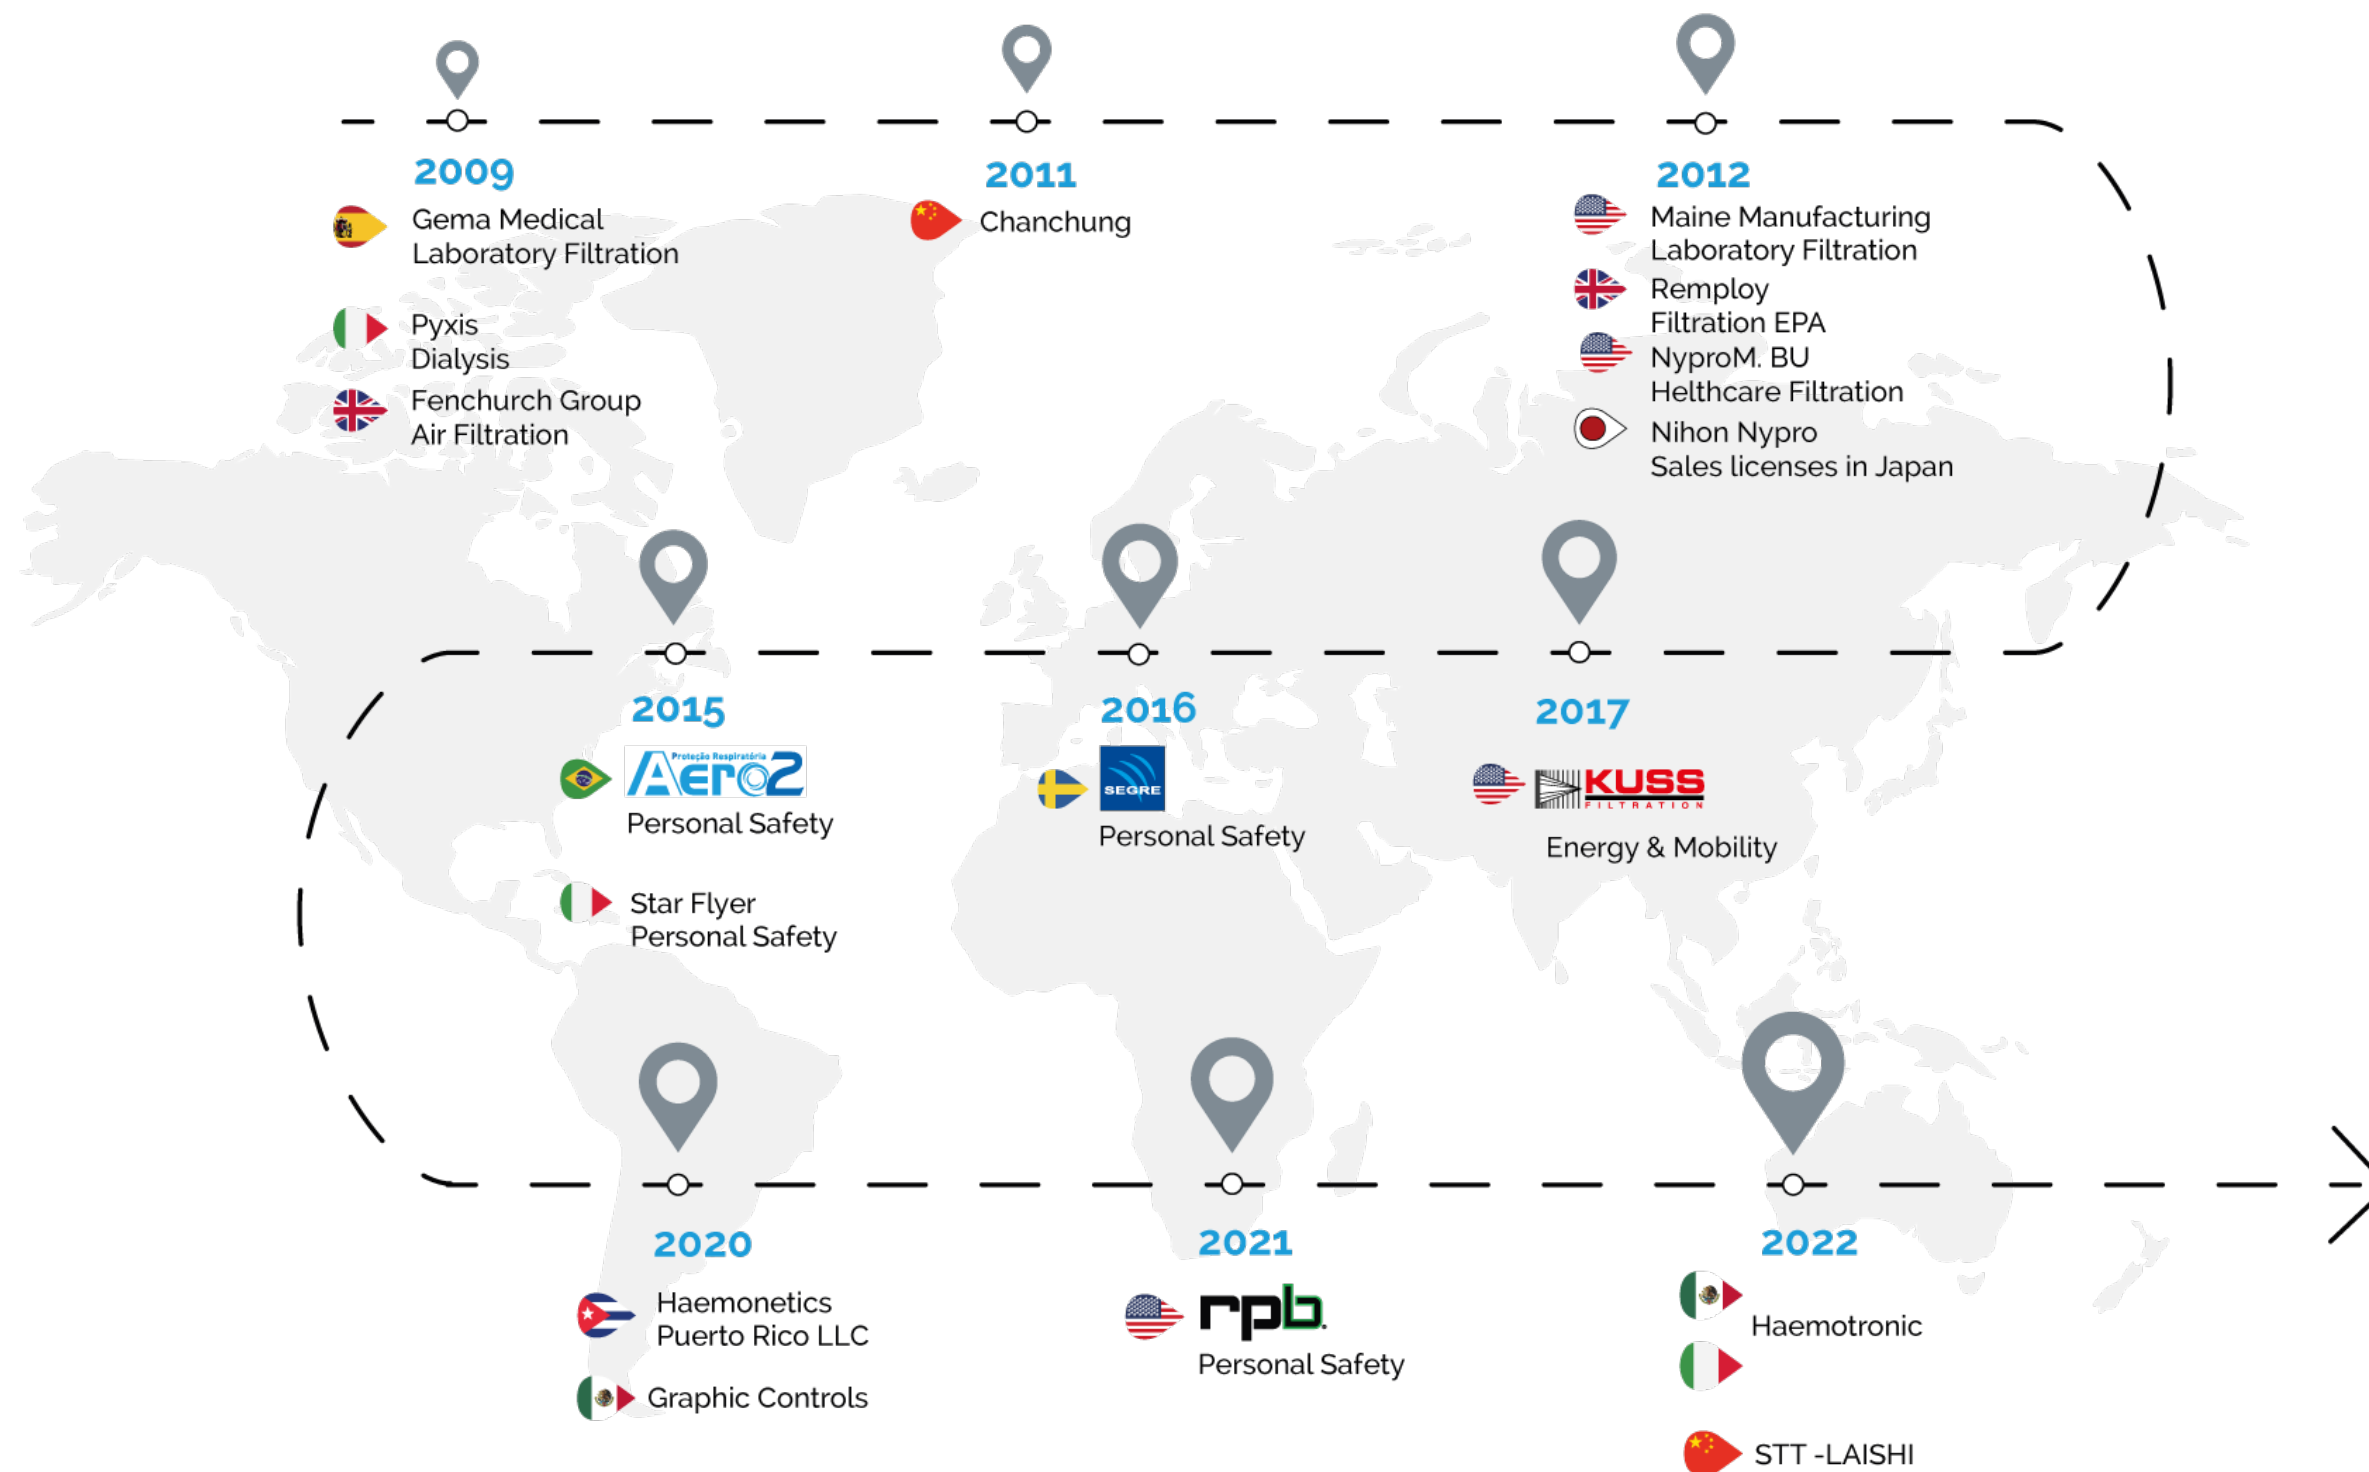 2009
Gema Medical
Laboratory Filtration
Pyxis
Dialysis
Fenchurch Group
Air Filtration
2011
Chanchung
2012
Maine Manufacturing
Laboratory Filtration
Remploy
Filtration EPA
NyproM. BU
Helthcare Filtration
Nihon Nypro
Sales licenses in Japan
2015
Proteção Respiratória
Aero2
Personal Safety
Star Flyer
Personal Safety
2016
SEGRE
Personal Safety
2017
KUSS
FILTRATION
Energy & Mobility
2020
Haemonetics
Puerto Rico LLC
Graphic Controls
2021
rpb.
Personal Safety
2022
Haemotronic
STT -LAISHI